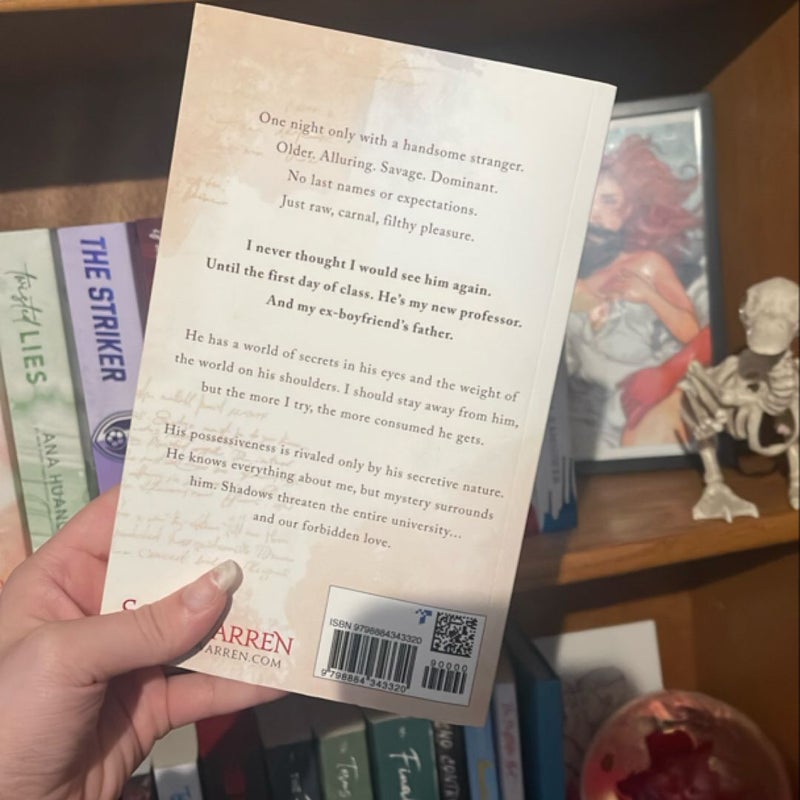 One night only with a handsome stranger.
Older. Alluring. Savage. Dominant.
No last names or expectations.
Just raw, carnal, filthy pleasure.
I never thought I would see him again.
Until the first day of class. He's my new professor.
And my ex-boyfriend's father.
He has a world of secrets in his eyes and the weight of
the world on his shoulders. I should stay away from him,
but the more I try, the more consumed he gets.
His possessiveness is rivaled only by his secretive nature.
He knows everything about me, but mystery surrounds
him. Shadows threaten the entire university...
and our forbidden love.
ARREN
ARREN.COM
ISBN 9798884343320
90000
9 798884 343320
twisted LIES
ANA HUANG
THE STRIKER